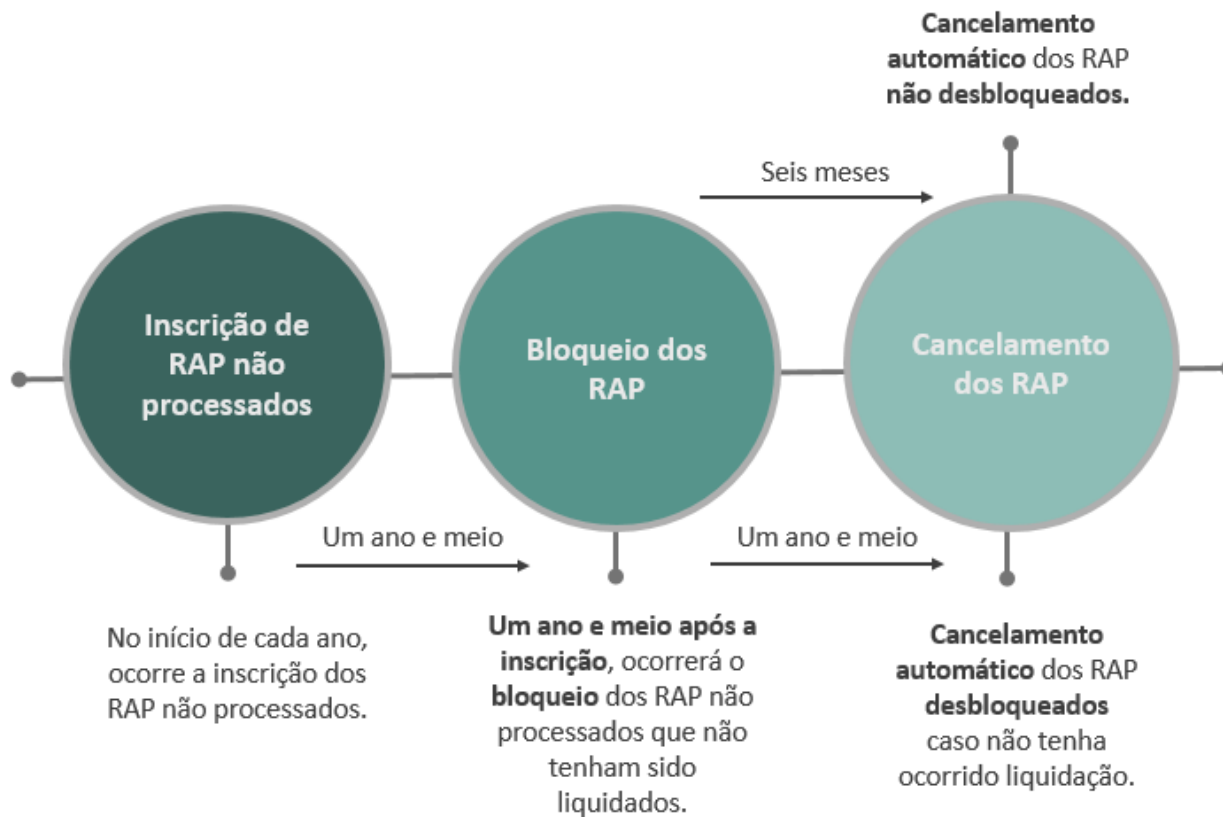 Cancelamento
automático dos RAP
não desbloqueados.
Seis meses
Inscrição de
RAP não
processados
Bloqueio dos
RAP
Cancelamento
dos RAP
Um ano e meio
Um ano e meio
No início de cada ano,
ocorre a inscrição dos
RAP não processados.
Um ano e meio após a
inscrição, ocorrerá o
bloqueio dos RAP não
processados que não
tenham sido
liquidados.
Cancelamento
automático dos RAP
desbloqueados
caso não tenha
ocorrido liquidação.